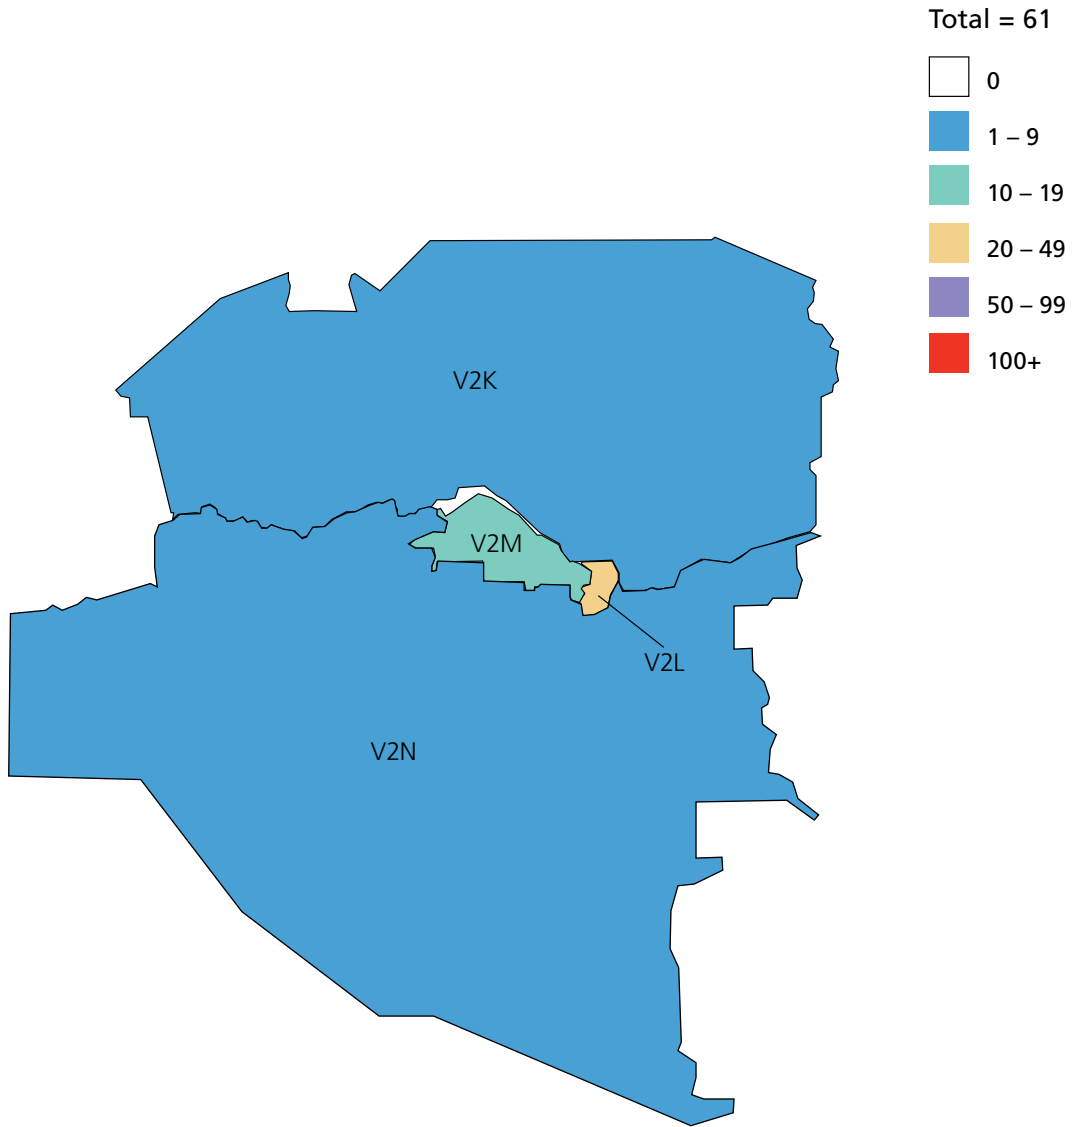 Total = 61
0
1 – 9
10 – 19
20 – 49
50 – 99
100+
V2K
V2M
V2L
V2N